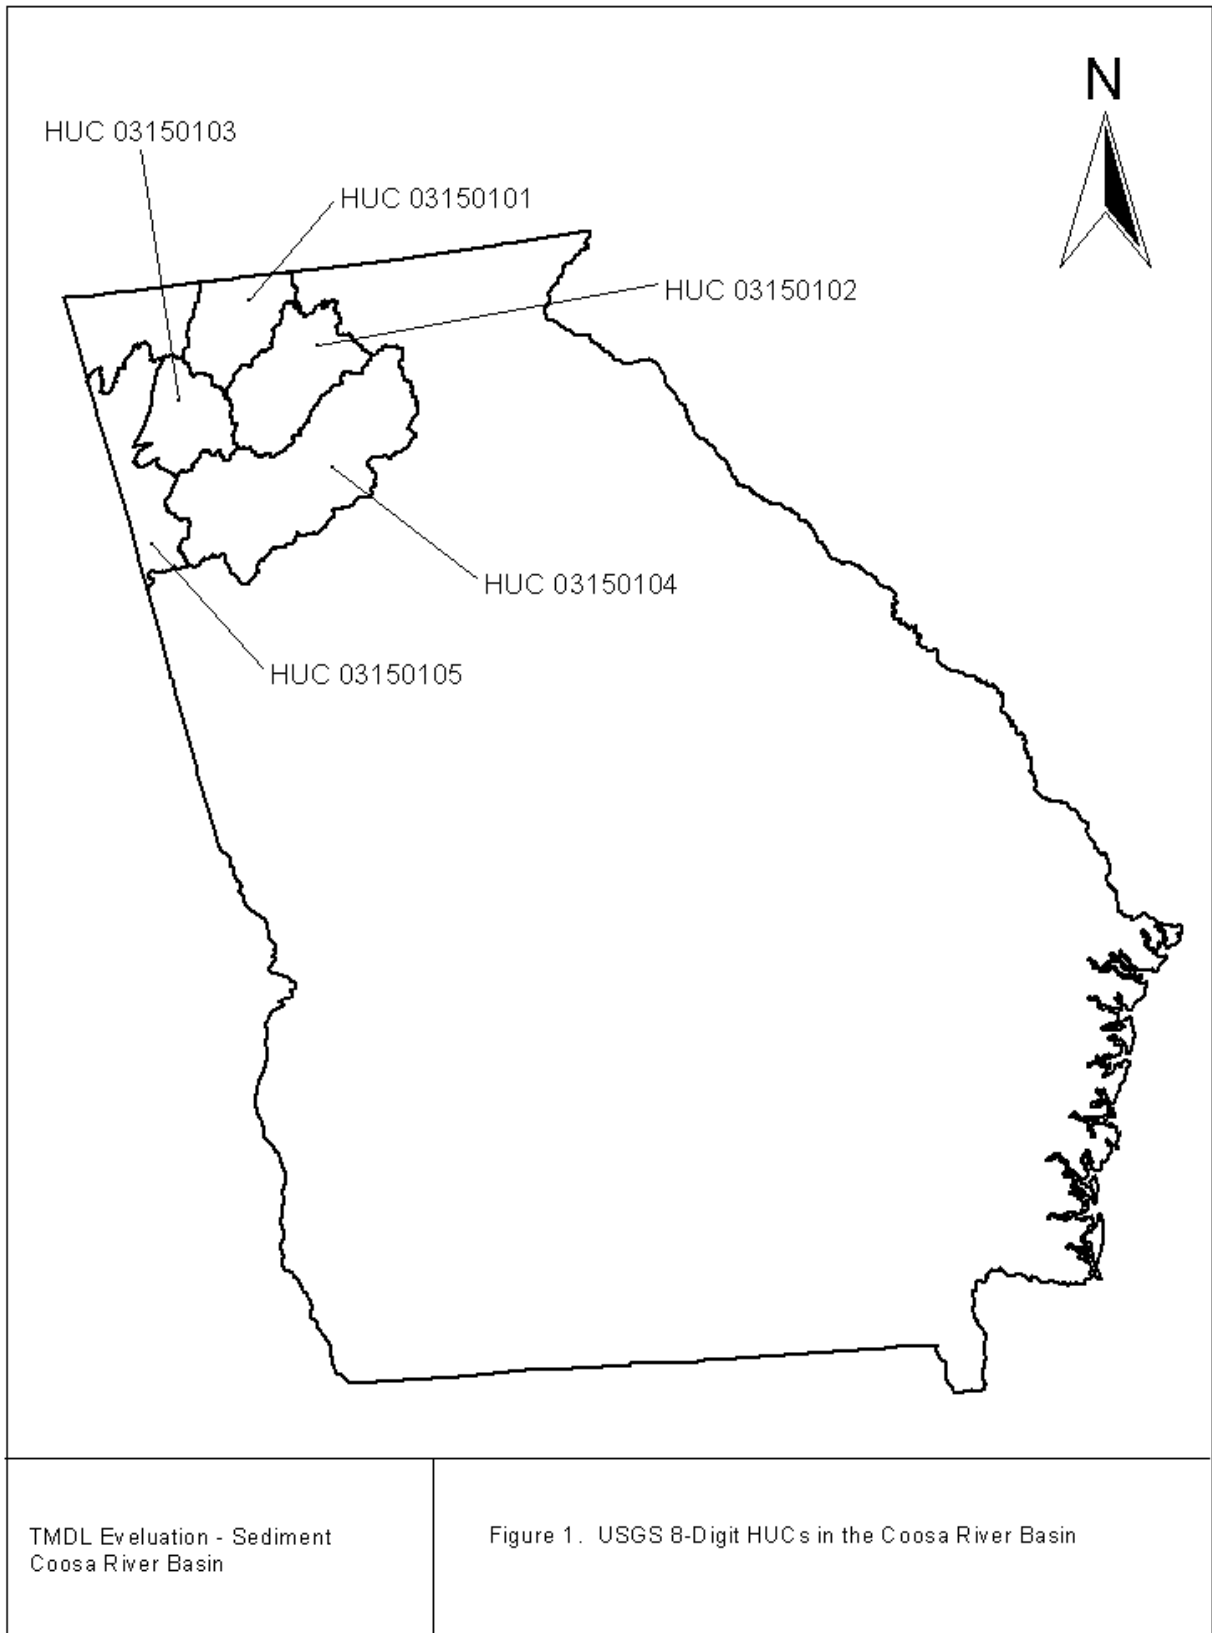 N
HUC 03150103
HUC 03150101
HUC 03150102
HUC 03150104
HUC 03150105
TMDL Eveluation - Sediment
Coosa River Basin
Figure 1. USGS 8-Digit HUCs in the Coosa River Basin